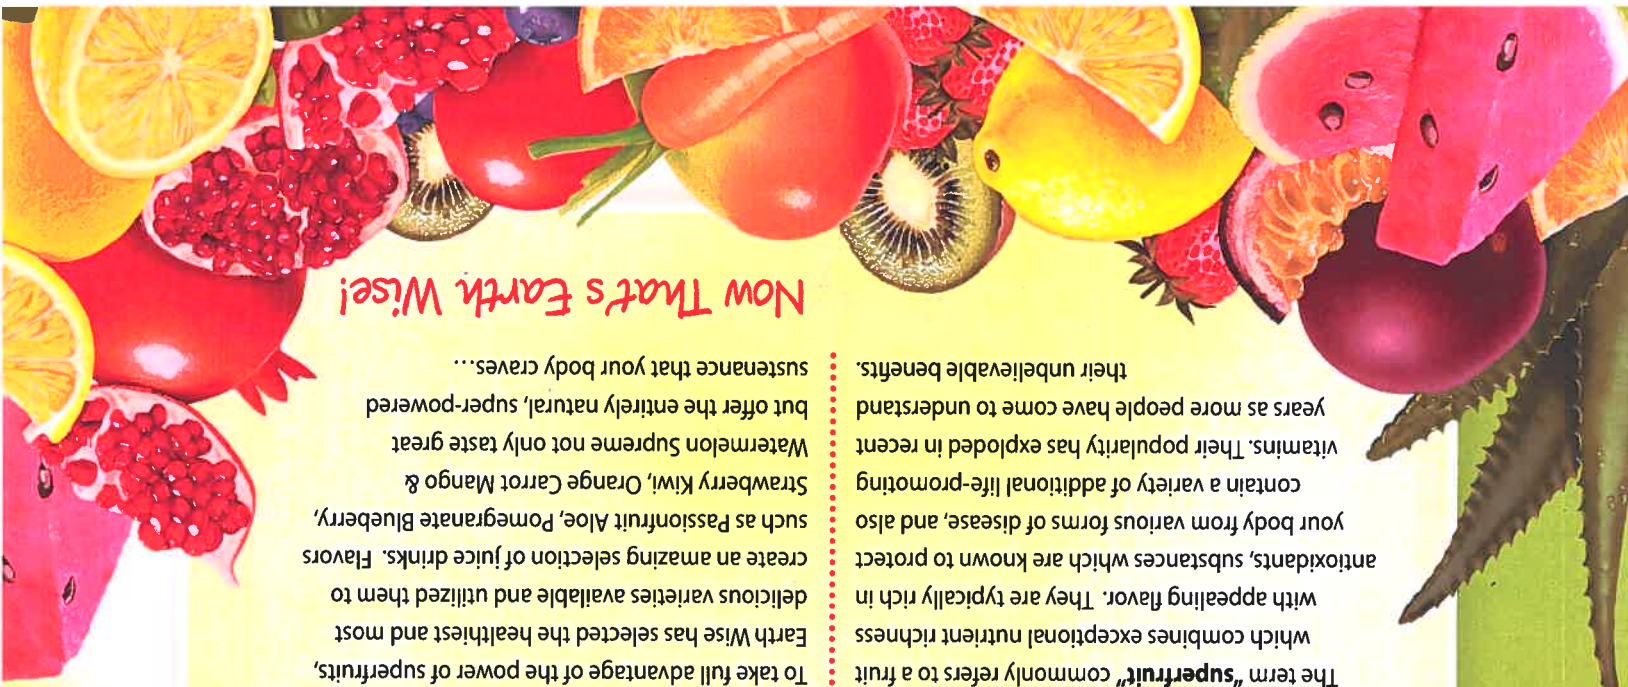 The term "superfruit" commonly refers to a fruit
which combines exceptional nutrient richness
with appealing flavor. They are typically rich in
antioxidants, substances which are known to protect
your body from various forms of disease, and also
contain a variety of additional life-promoting
vitamins. Their popularity has exploded in recent
years as more people have come to understand
their unbelievable benefits.
To take full advantage of the power of superfruits,
Earth Wise has selected the healthiest and most
delicious varieties available and utilized them to
create an amazing selection of juice drinks. Flavors
such as Passionfruit Aloe, Pomegranate Blueberry,
Strawberry Kiwi, Orange Carrot Mango &
Watermelon Supreme not only taste great
but offer the entirely natural, super-powered
sustenance that your body craves...
Now That's Earth Wise!